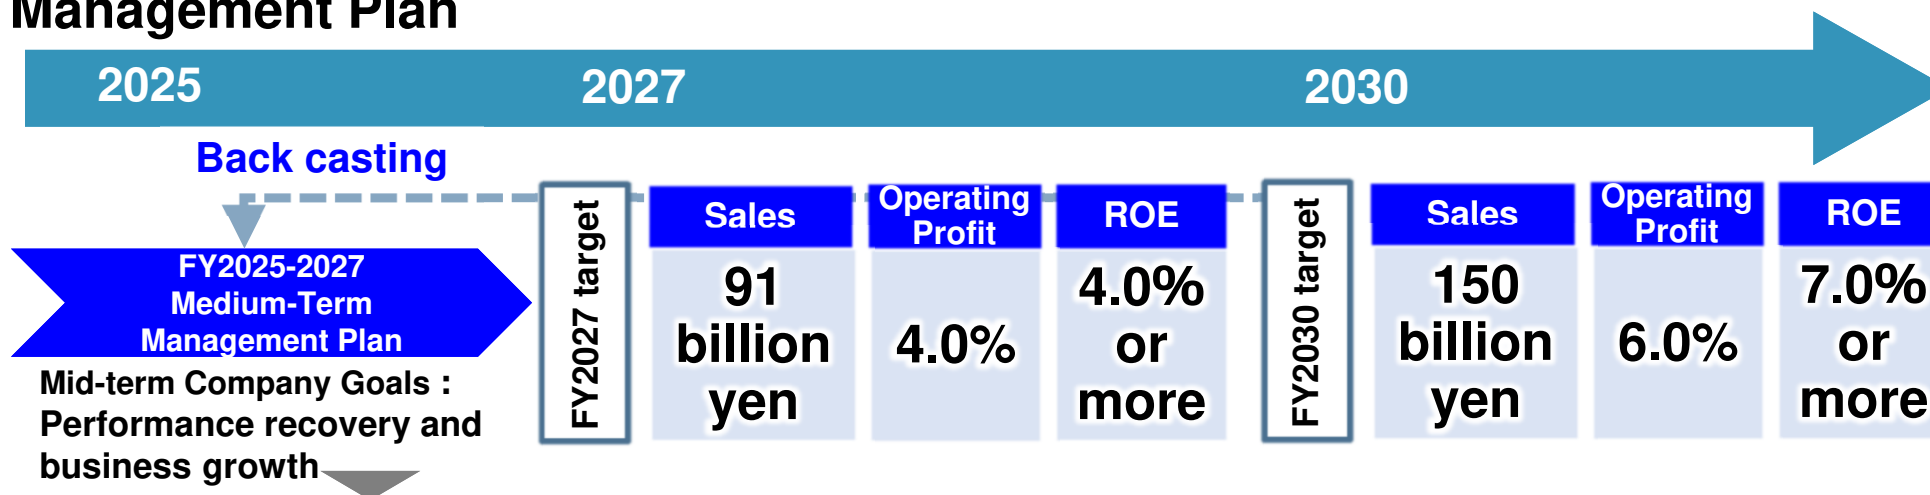 Management Plan
2025
2027
2030
Back casting
FY2025-2027
Medium-Term
Management Plan
Mid-term Company Goals :
Performance recovery and
business growth
FY2027 target
Sales
91
billion
yen
Operating
Profit
4.0%
ROE
4.0%
or
more
FY2030 target
Sales
150
billion
yen
Operating
Profit
6.0%
ROE
7.0%
or
more